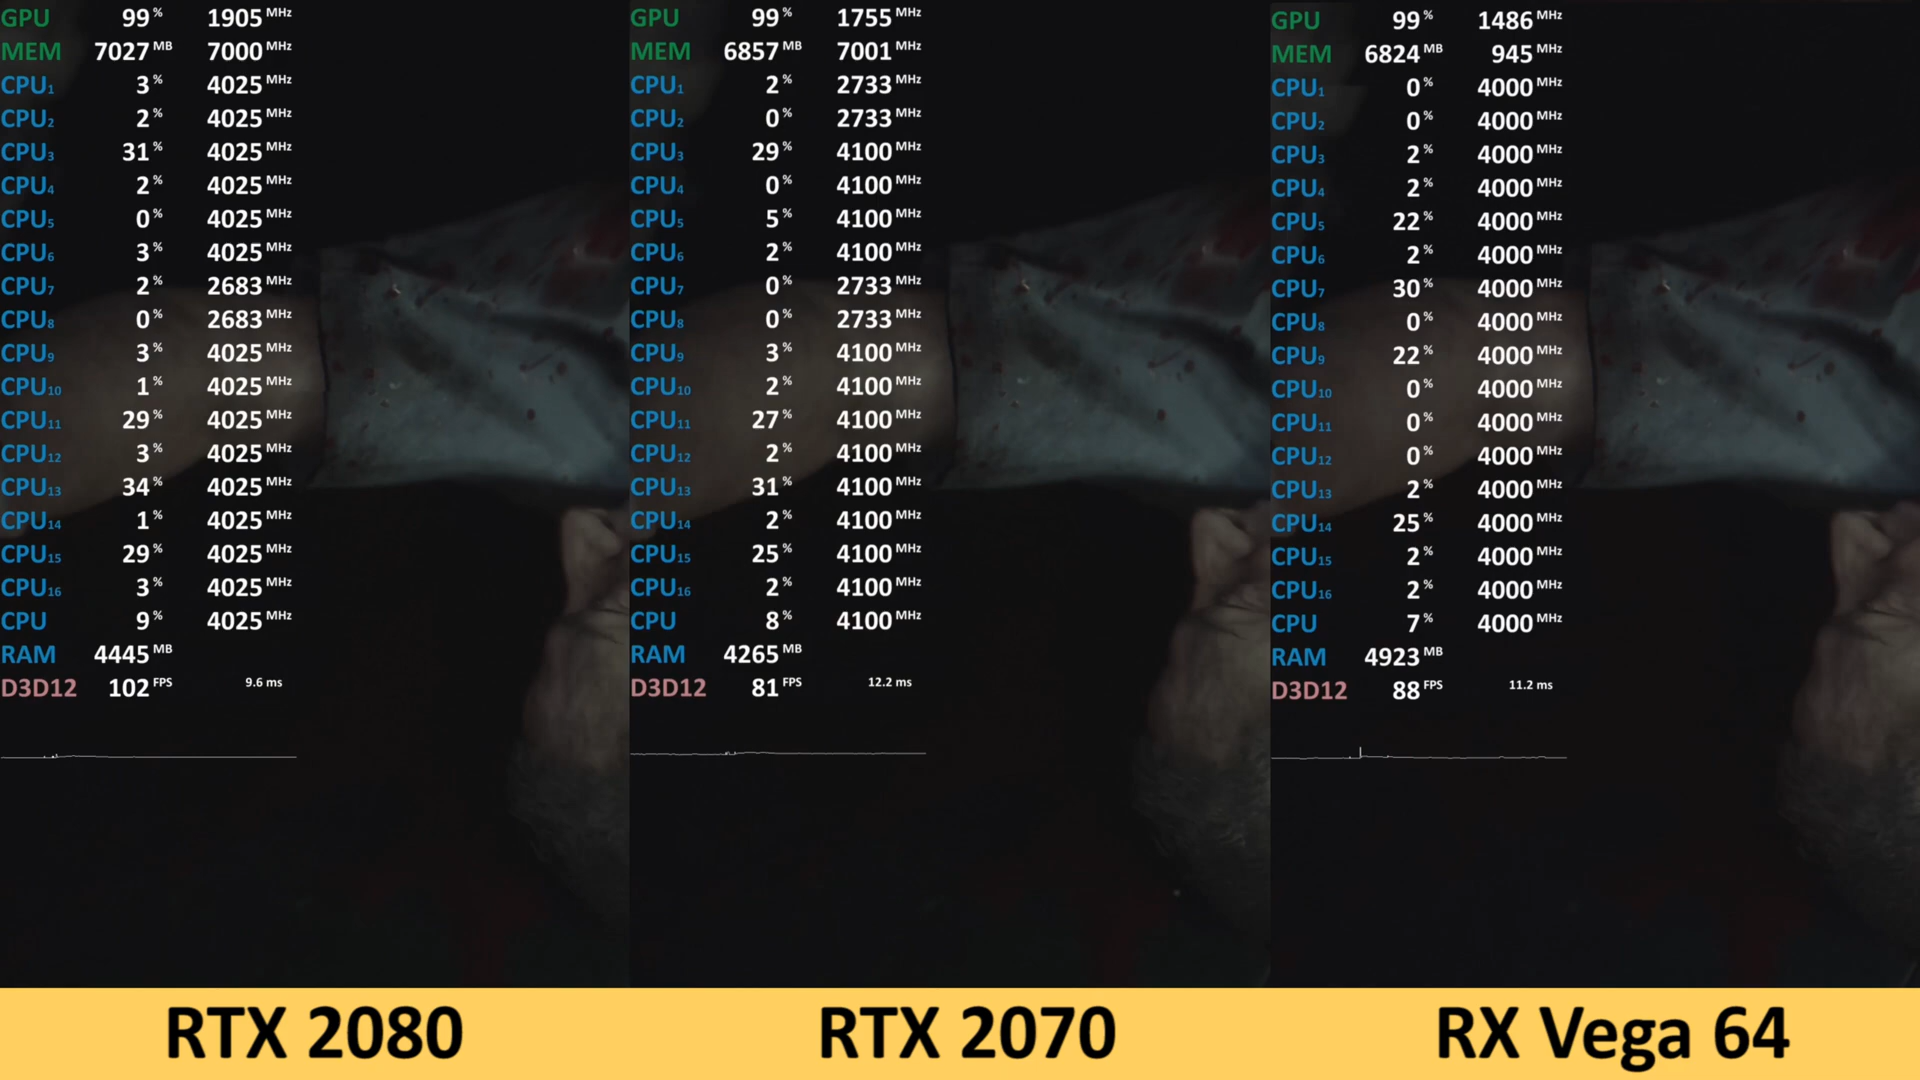 GPU 99 % 1905 MHz
MEM 7027 MB 7000 MHz
CPU1 3 % 4025 MHz
CPU2 2 % 4025 MHz
CPU3 31 % 4025 MHz
CPU4 2 % 4025 MHz
CPU5 0 % 4025 MHz
CPU6 3 % 4025 MHz
CPU7 2 % 2683 MHz
CPU8 0 % 2683 MHz
CPU9 3 % 4025 MHz
CPU10 1 % 4025 MHz
CPU11 29 % 4025 MHz
CPU12 3 % 4025 MHz
CPU13 34 % 4025 MHz
CPU14 1 % 4025 MHz
CPU15 29 % 4025 MHz
CPU16 3 % 4025 MHz
CPU 9 % 4025 MHz
RAM 4445 MB
D3D12 102 FPS 9.6 ms
RTX 2080
GPU 99 % 1755 MHz
MEM 6857 MB 7001 MHz
CPU1 2 % 2733 MHz
CPU2 0 % 2733 MHz
CPU3 29 % 4100 MHz
CPU4 0 % 4100 MHz
CPU5 5 % 4100 MHz
CPU6 2 % 4100 MHz
CPU7 0 % 2733 MHz
CPU8 0 % 2733 MHz
CPU9 3 % 4100 MHz
CPU10 2 % 4100 MHz
CPU11 27 % 4100 MHz
CPU12 2 % 4100 MHz
CPU13 31 % 4100 MHz
CPU14 2 % 4100 MHz
CPU15 25 % 4100 MHz
CPU16 2 % 4100 MHz
CPU 8 % 4100 MHz
RAM 4265 MB
D3D12 81 FPS 12.2 ms
RTX 2070
GPU 99 % 1486 MHz
MEM 6824 MB 945 MHz
CPU1 0 % 4000 MHz
CPU2 0 % 4000 MHz
CPU3 2 % 4000 MHz
CPU4 2 % 4000 MHz
CPU5 22 % 4000 MHz
CPU6 2 % 4000 MHz
CPU7 30 % 4000 MHz
CPU8 0 % 4000 MHz
CPU9 22 % 4000 MHz
CPU10 0 % 4000 MHz
CPU11 0 % 4000 MHz
CPU12 0 % 4000 MHz
CPU13 2 % 4000 MHz
CPU14 25 % 4000 MHz
CPU15 2 % 4000 MHz
CPU16 2 % 4000 MHz
CPU 7 % 4000 MHz
RAM 4923 MB
D3D12 88 FPS 11.2 ms
RX Vega 64